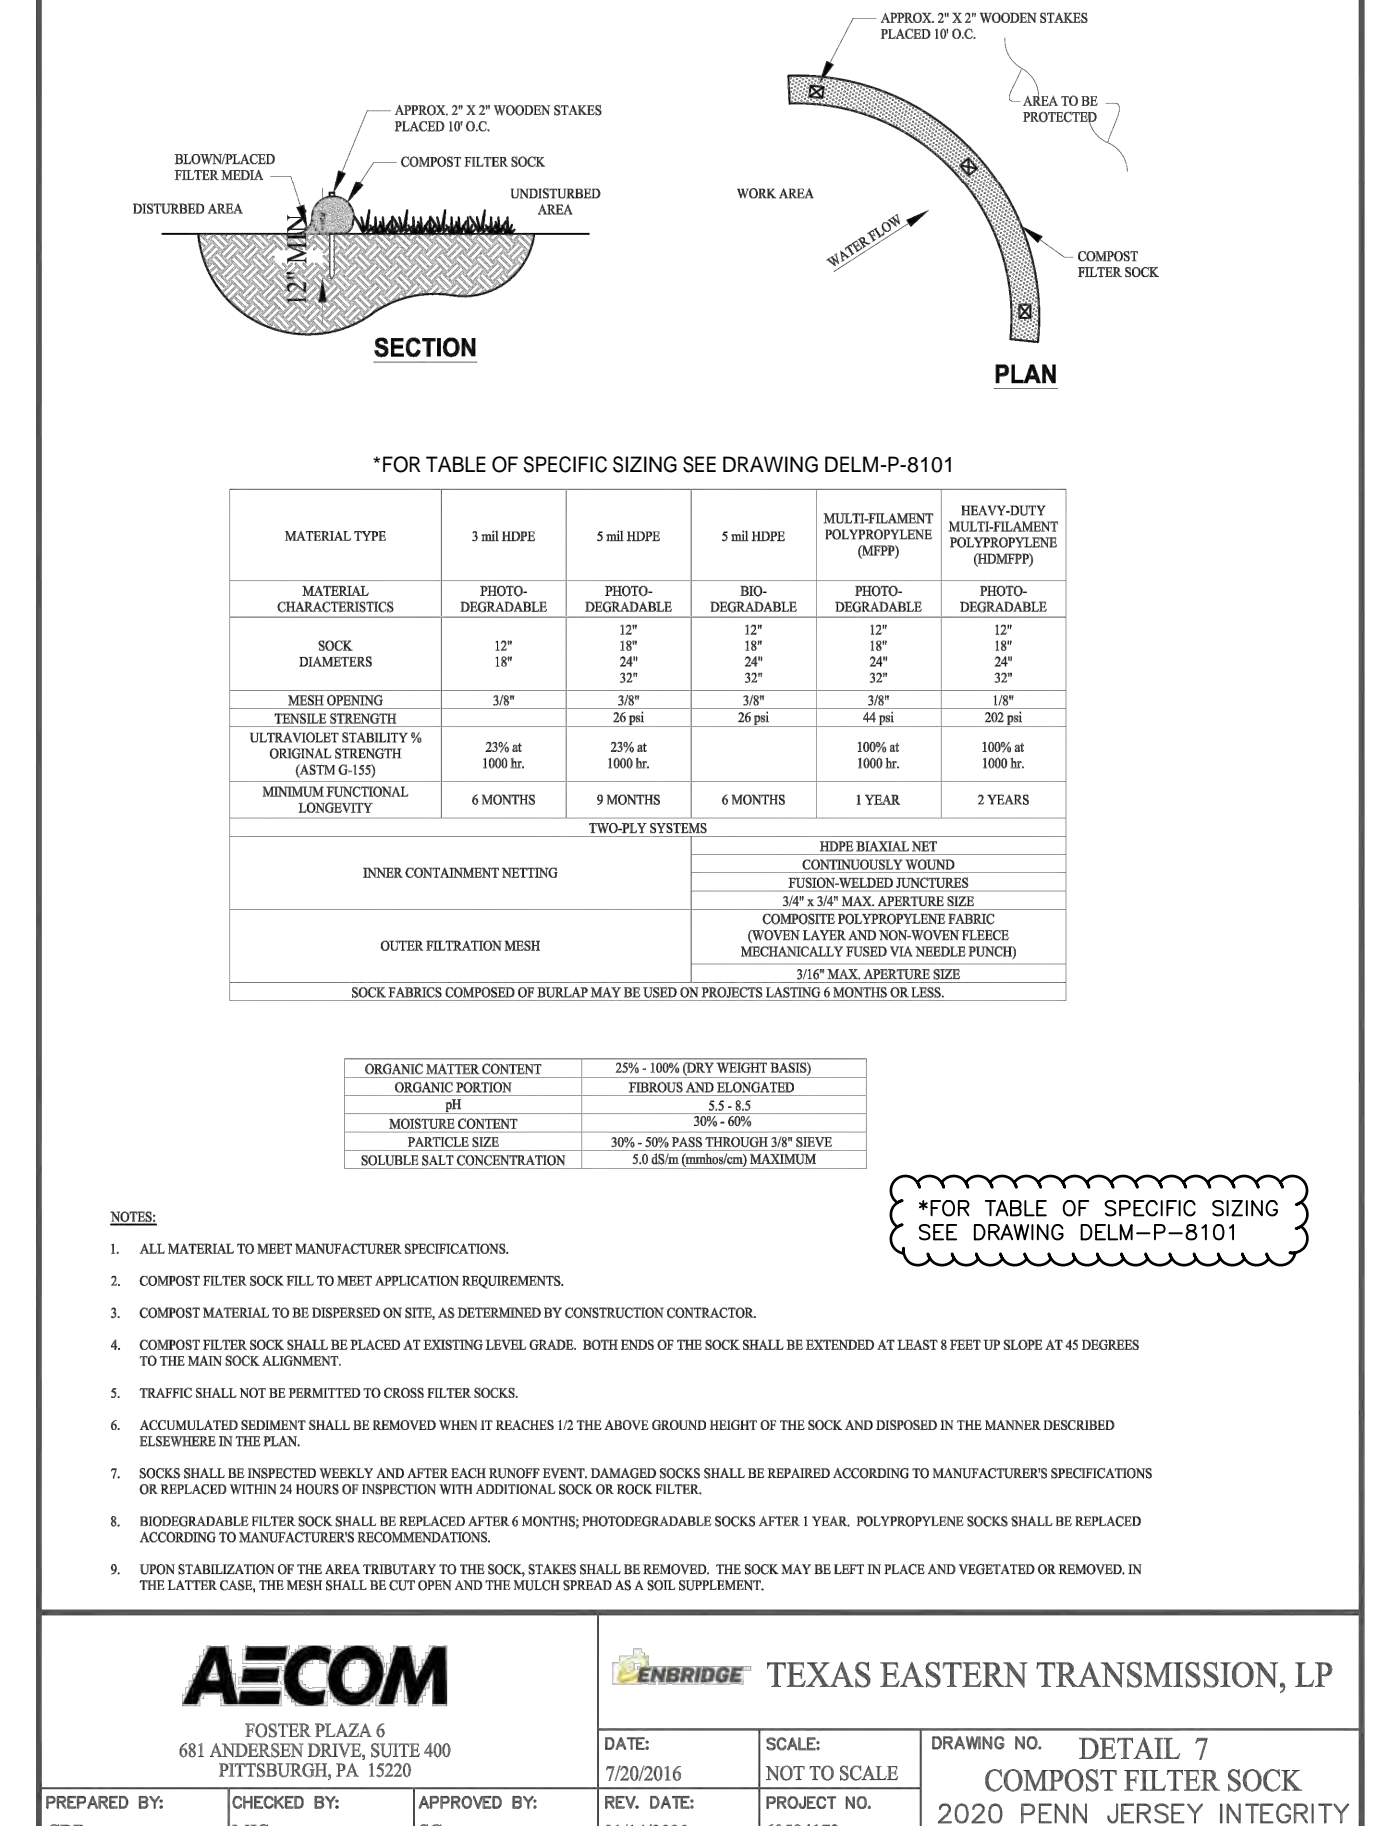 APPROX. 2" X 2" WOODEN STAKES
PLACED 10' O.C.
COMPOST FILTER SOCK
BLOWN/PLACED
FILTER MEDIA
DISTURBED AREA
UNDISTURBED
AREA
12" MIN
SECTION
APPROX. 2" X 2" WOODEN STAKES
PLACED 10' O.C.
AREA TO BE
PROTECTED
WORK AREA
WATER FLOW
COMPOST
FILTER SOCK
PLAN
*FOR TABLE OF SPECIFIC SIZING SEE DRAWING DELM-P-8101
MATERIAL TYPE
3 mil HDPE
5 mil HDPE
5 mil HDPE
MULTI-FILAMENT
POLYPROPYLENE
(MFPP)
HEAVY-DUTY
MULTI-FILAMENT
POLYPROPYLENE
(HDMFPP)
MATERIAL
CHARACTERISTICS
PHOTO-
DEGRADABLE
PHOTO-
DEGRADABLE
BIO-
DEGRADABLE
PHOTO-
DEGRADABLE
PHOTO-
DEGRADABLE
SOCK
DIAMETERS
12"
18"
12"
18"
24"
32"
12"
18"
24"
32"
12"
18"
24"
32"
12"
18"
24"
32"
MESH OPENING 3/8" 3/8" 3/8" 3/8" 1/8"
TENSILE STRENGTH 26 psi 26 psi 44 psi 202 psi
ULTRAVIOLET STABILITY %
ORIGINAL STRENGTH
(ASTM G-155)
23% at
1000 hr.
23% at
1000 hr.
100% at
1000 hr.
100% at
1000 hr.
MINIMUM FUNCTIONAL
LONGEVITY
6 MONTHS 9 MONTHS 6 MONTHS 1 YEAR 2 YEARS
TWO-PLY SYSTEMS
INNER CONTAINMENT NETTING
HDPE BIAXIAL NET
CONTINUOUSLY WOUND
FUSION-WELDED JUNCTURES
3/4" x 3/4" MAX. APERTURE SIZE
OUTER FILTRATION MESH
COMPOSITE POLYPROPYLENE FABRIC
(WOVEN LAYER AND NON-WOVEN FLEECE
MECHANICALLY FUSED VIA NEEDLE PUNCH)
3/16" MAX. APERTURE SIZE
SOCK FABRICS COMPOSED OF BURLAP MAY BE USED ON PROJECTS LASTING 6 MONTHS OR LESS.
ORGANIC MATTER CONTENT 25% - 100% (DRY WEIGHT BASIS)
ORGANIC PORTION FIBROUS AND ELONGATED
pH 5.5 - 8.5
MOISTURE CONTENT 30% - 60%
PARTICLE SIZE 30% - 50% PASS THROUGH 3/8" SIEVE
SOLUBLE SALT CONCENTRATION 5.0 dS/m (mmhos/cm) MAXIMUM
*FOR TABLE OF SPECIFIC SIZING
SEE DRAWING DELM-P-8101
NOTES:
1. ALL MATERIAL TO MEET MANUFACTURER SPECIFICATIONS.
2. COMPOST FILTER SOCK FILL TO MEET APPLICATION REQUIREMENTS.
3. COMPOST MATERIAL TO BE DISPERSED ON SITE, AS DETERMINED BY CONSTRUCTION CONTRACTOR.
4. COMPOST FILTER SOCK SHALL BE PLACED AT EXISTING LEVEL GRADE. BOTH ENDS OF THE SOCK SHALL BE EXTENDED AT LEAST 8 FEET UP SLOPE AT 45 DEGREES
TO THE MAIN SOCK ALIGNMENT.
5. TRAFFIC SHALL NOT BE PERMITTED TO CROSS FILTER SOCKS.
6. ACCUMULATED SEDIMENT SHALL BE REMOVED WHEN IT REACHES 1/2 THE ABOVE GROUND HEIGHT OF THE SOCK AND DISPOSED IN THE MANNER DESCRIBED
ELSEWHERE IN THE PLAN.
7. SOCKS SHALL BE INSPECTED WEEKLY AND AFTER EACH RUNOFF EVENT. DAMAGED SOCKS SHALL BE REPAIRED ACCORDING TO MANUFACTURER'S SPECIFICATIONS
OR REPLACED WITHIN 24 HOURS OF INSPECTION WITH ADDITIONAL SOCK OR ROCK FILTER.
8. BIODEGRADABLE FILTER SOCK SHALL BE REPLACED AFTER 6 MONTHS; PHOTODEGRADABLE SOCKS AFTER 1 YEAR. POLYPROPYLENE SOCKS SHALL BE REPLACED
ACCORDING TO MANUFACTURER'S RECOMMENDATIONS.
9. UPON STABILIZATION OF THE AREA TRIBUTARY TO THE SOCK, STAKES SHALL BE REMOVED. THE SOCK MAY BE LEFT IN PLACE AND VEGETATED OR REMOVED. IN
THE LATTER CASE, THE MESH SHALL BE CUT OPEN AND THE MULCH SPREAD AS A SOIL SUPPLEMENT.
AECOM
FOSTER PLAZA 6
681 ANDERSEN DRIVE, SUITE 400
PITTSBURGH, PA 15220
ENBRIDGE TEXAS EASTERN TRANSMISSION, LP
DATE:
7/20/2016
SCALE:
NOT TO SCALE
DRAWING NO. DETAIL 7
COMPOST FILTER SOCK
2020 PENN JERSEY INTEGRITY
PREPARED BY: CHECKED BY: APPROVED BY: REV. DATE: PROJECT NO.